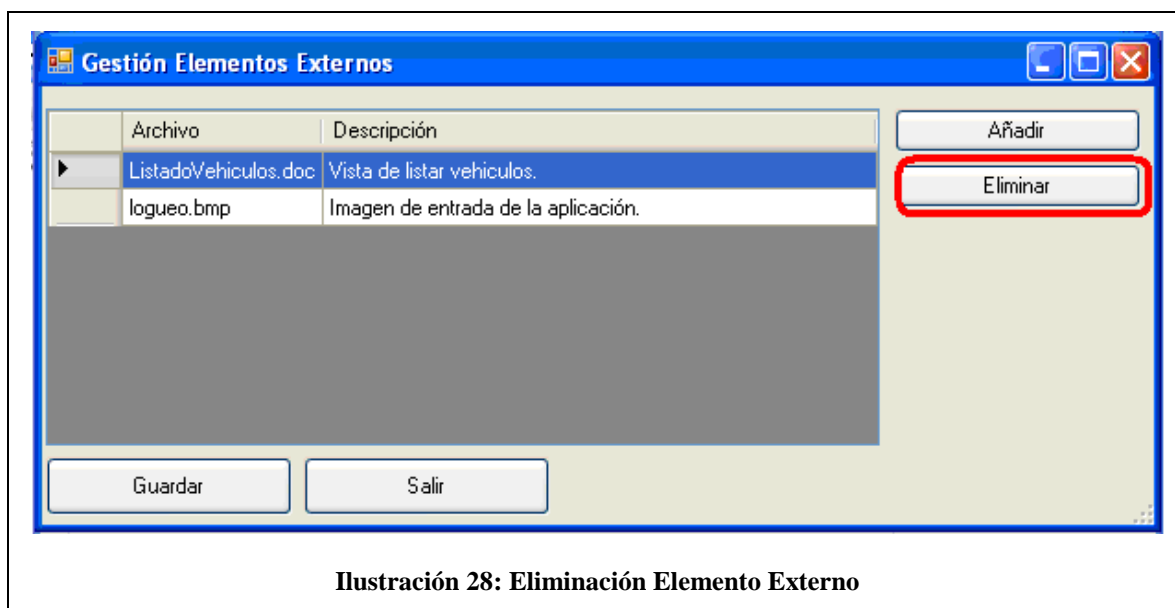 Gestión Elementos Externos
Archivo Descripción
Añadir
ListadoVehiculos.doc Vista de listar vehiculos.
Eliminar
logueo.bmp Imagen de entrada de la aplicación.
Guardar Salir
Ilustración 28: Eliminación Elemento Externo